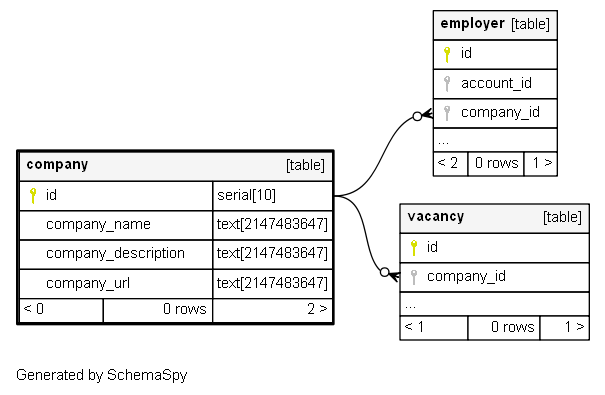 employer [table]
id
account_id
company_id
...
< 2 0 rows 1 >
company [table]
id serial[10]
company_name text[2147483647]
company_description text[2147483647]
company_url text[2147483647]
< 0 0 rows 2 >
vacancy [table]
id
company_id
...
< 1 0 rows 1 >
Generated by SchemaSpy